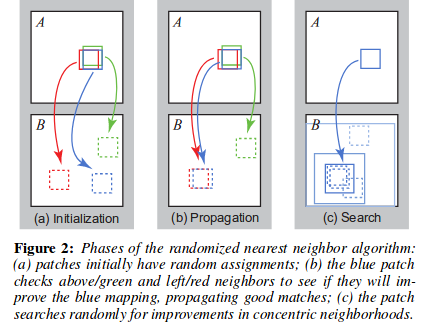 A
A
A
B
B
B
(a) Initialization
(b) Propagation
(c) Search
Figure 2: Phases of the randomized nearest neighbor algorithm:
(a) patches initially have random assignments; (b) the blue patch
checks above/green and left/red neighbors to see if they will im-
prove the blue mapping, propagating good matches; (c) the patch
searches randomly for improvements in concentric neighborhoods.